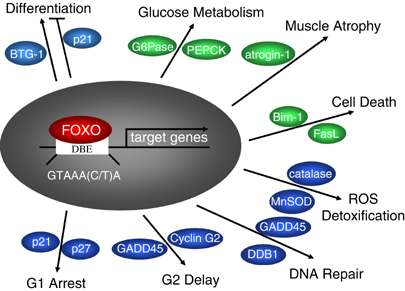 Differentiation
Glucose Metabolism
Muscle Atrophy
BTG-1
p21
G6Pase
PEPCK
atrogin-1
Cell Death
Bim-1
FasL
FOXO
DBE
target genes
GTAAA(C/T)A
catalase
MnSOD
ROS
Detoxification
GADD45
DDB1
DNA Repair
p21
p27
G1 Arrest
GADD45
Cyclin G2
G2 Delay